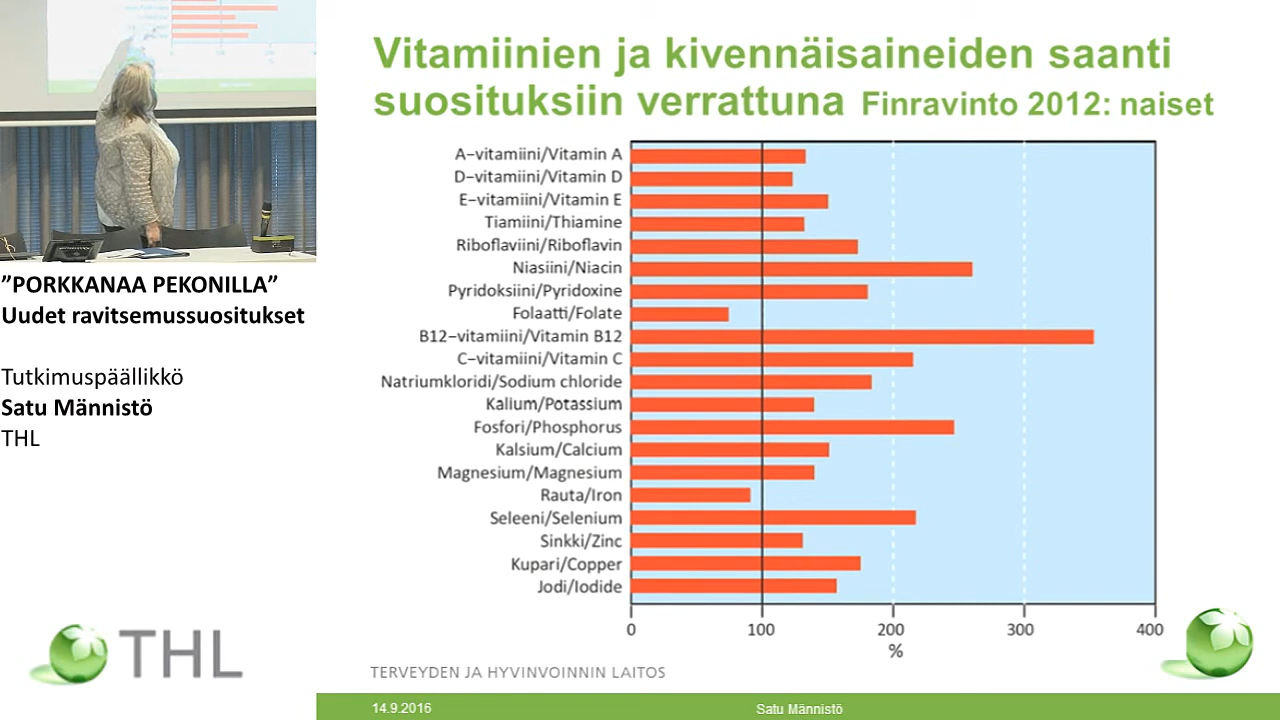 Vitamiinien ja kivennäisaineiden saanti
suosituksiin verrattuna Finravinto 2012: naiset
A–vitamiini/Vitamin A
D–vitamiini/Vitamin D
E–vitamiini/Vitamin E
Tiamiini/Thiamine
Riboflaviini/Riboflavin
Niasiini/Niacin
Pyridoksiini/Pyridoxine
Folaatti/Folate
B12–vitamiini/Vitamin B12
C–vitamiini/Vitamin C
Natriumkloridi/Sodium chloride
Kalium/Potassium
Fosfori/Phosphorus
Kalsium/Calcium
Magnesium/Magnesium
Rauta/Iron
Seleeni/Selenium
Sinkki/Zinc
Kupari/Copper
Jodi/Iodide
0 100 200 300 400
%
”PORKKANAA PEKONILLA”
Uudet ravitsemussuositukset
Tutkimuspäällikkö
Satu Männistö
THL
THL
TERVEYDEN JA HYVINVOINNIN LAITOS
14.9.2016 Satu Männistö